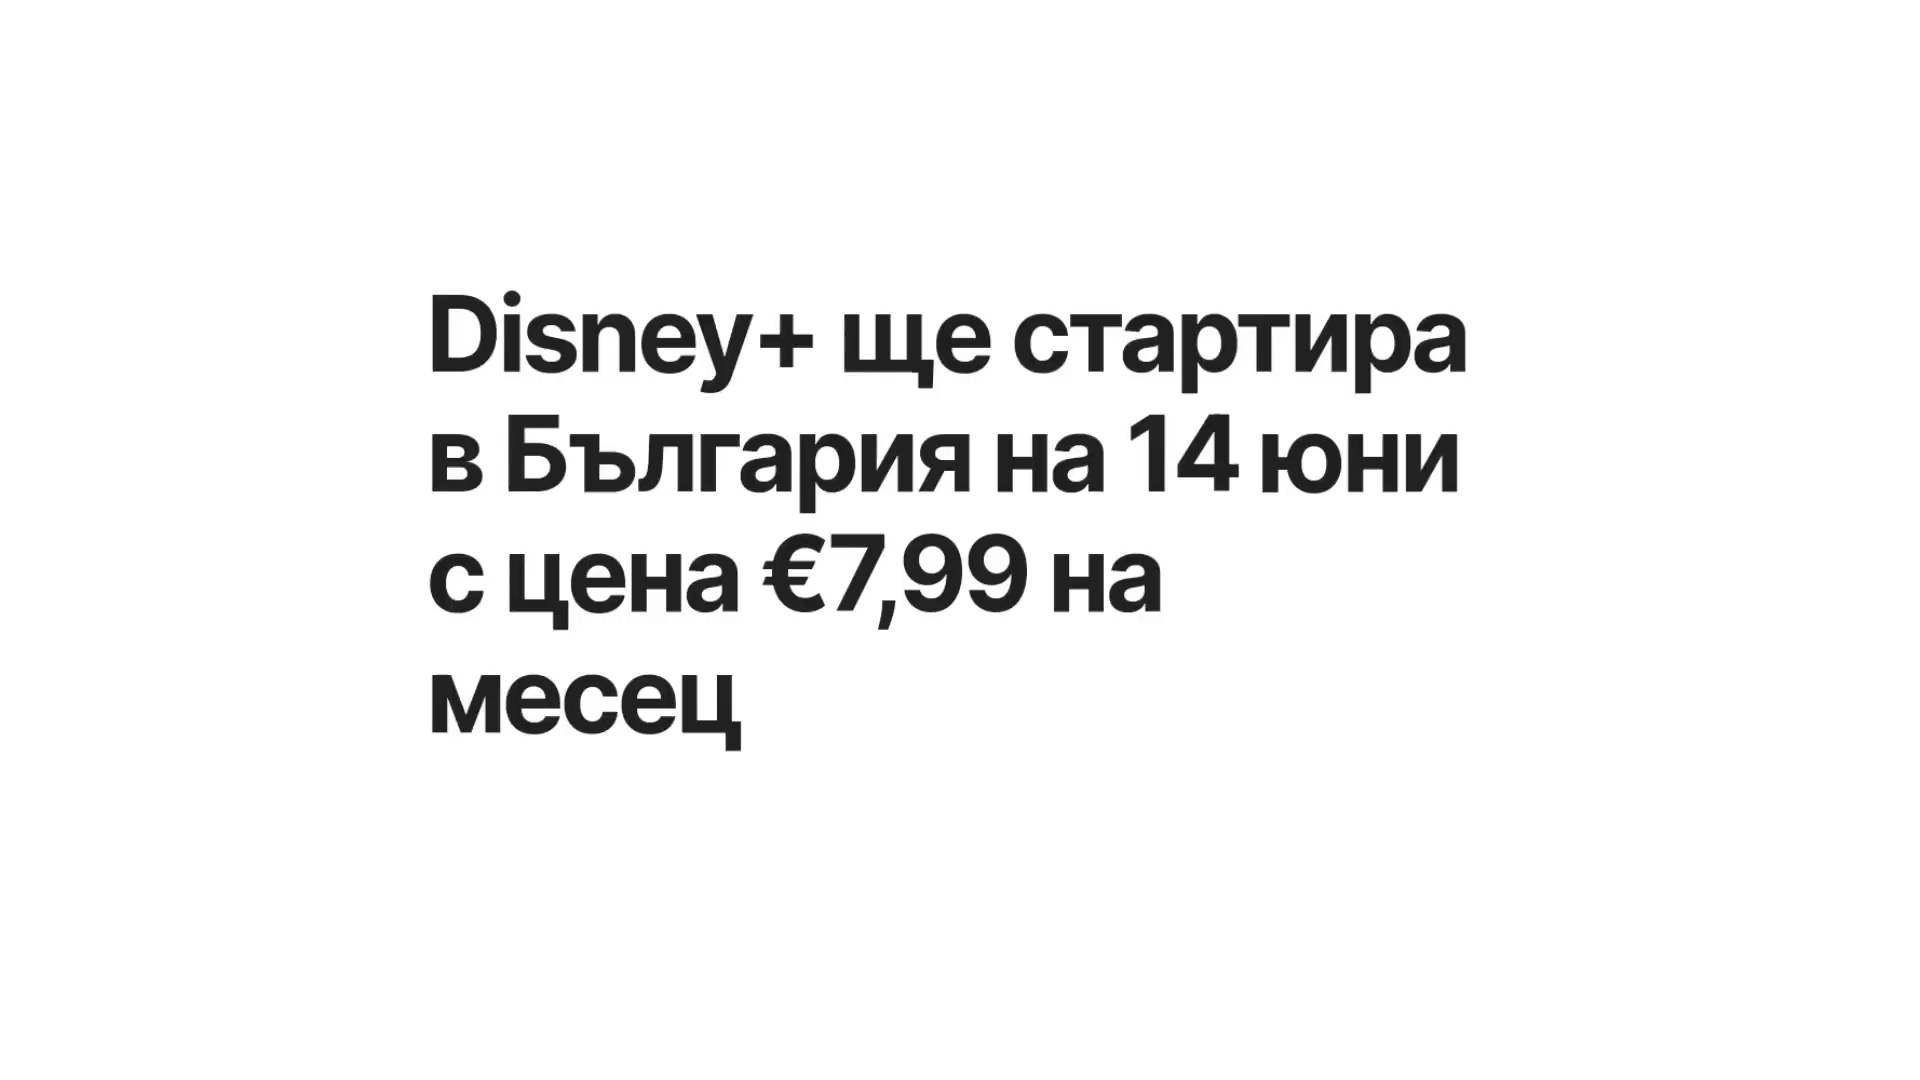 Disney+ ще стартира
в България на 14 юни
с цена €7,99 на
месец